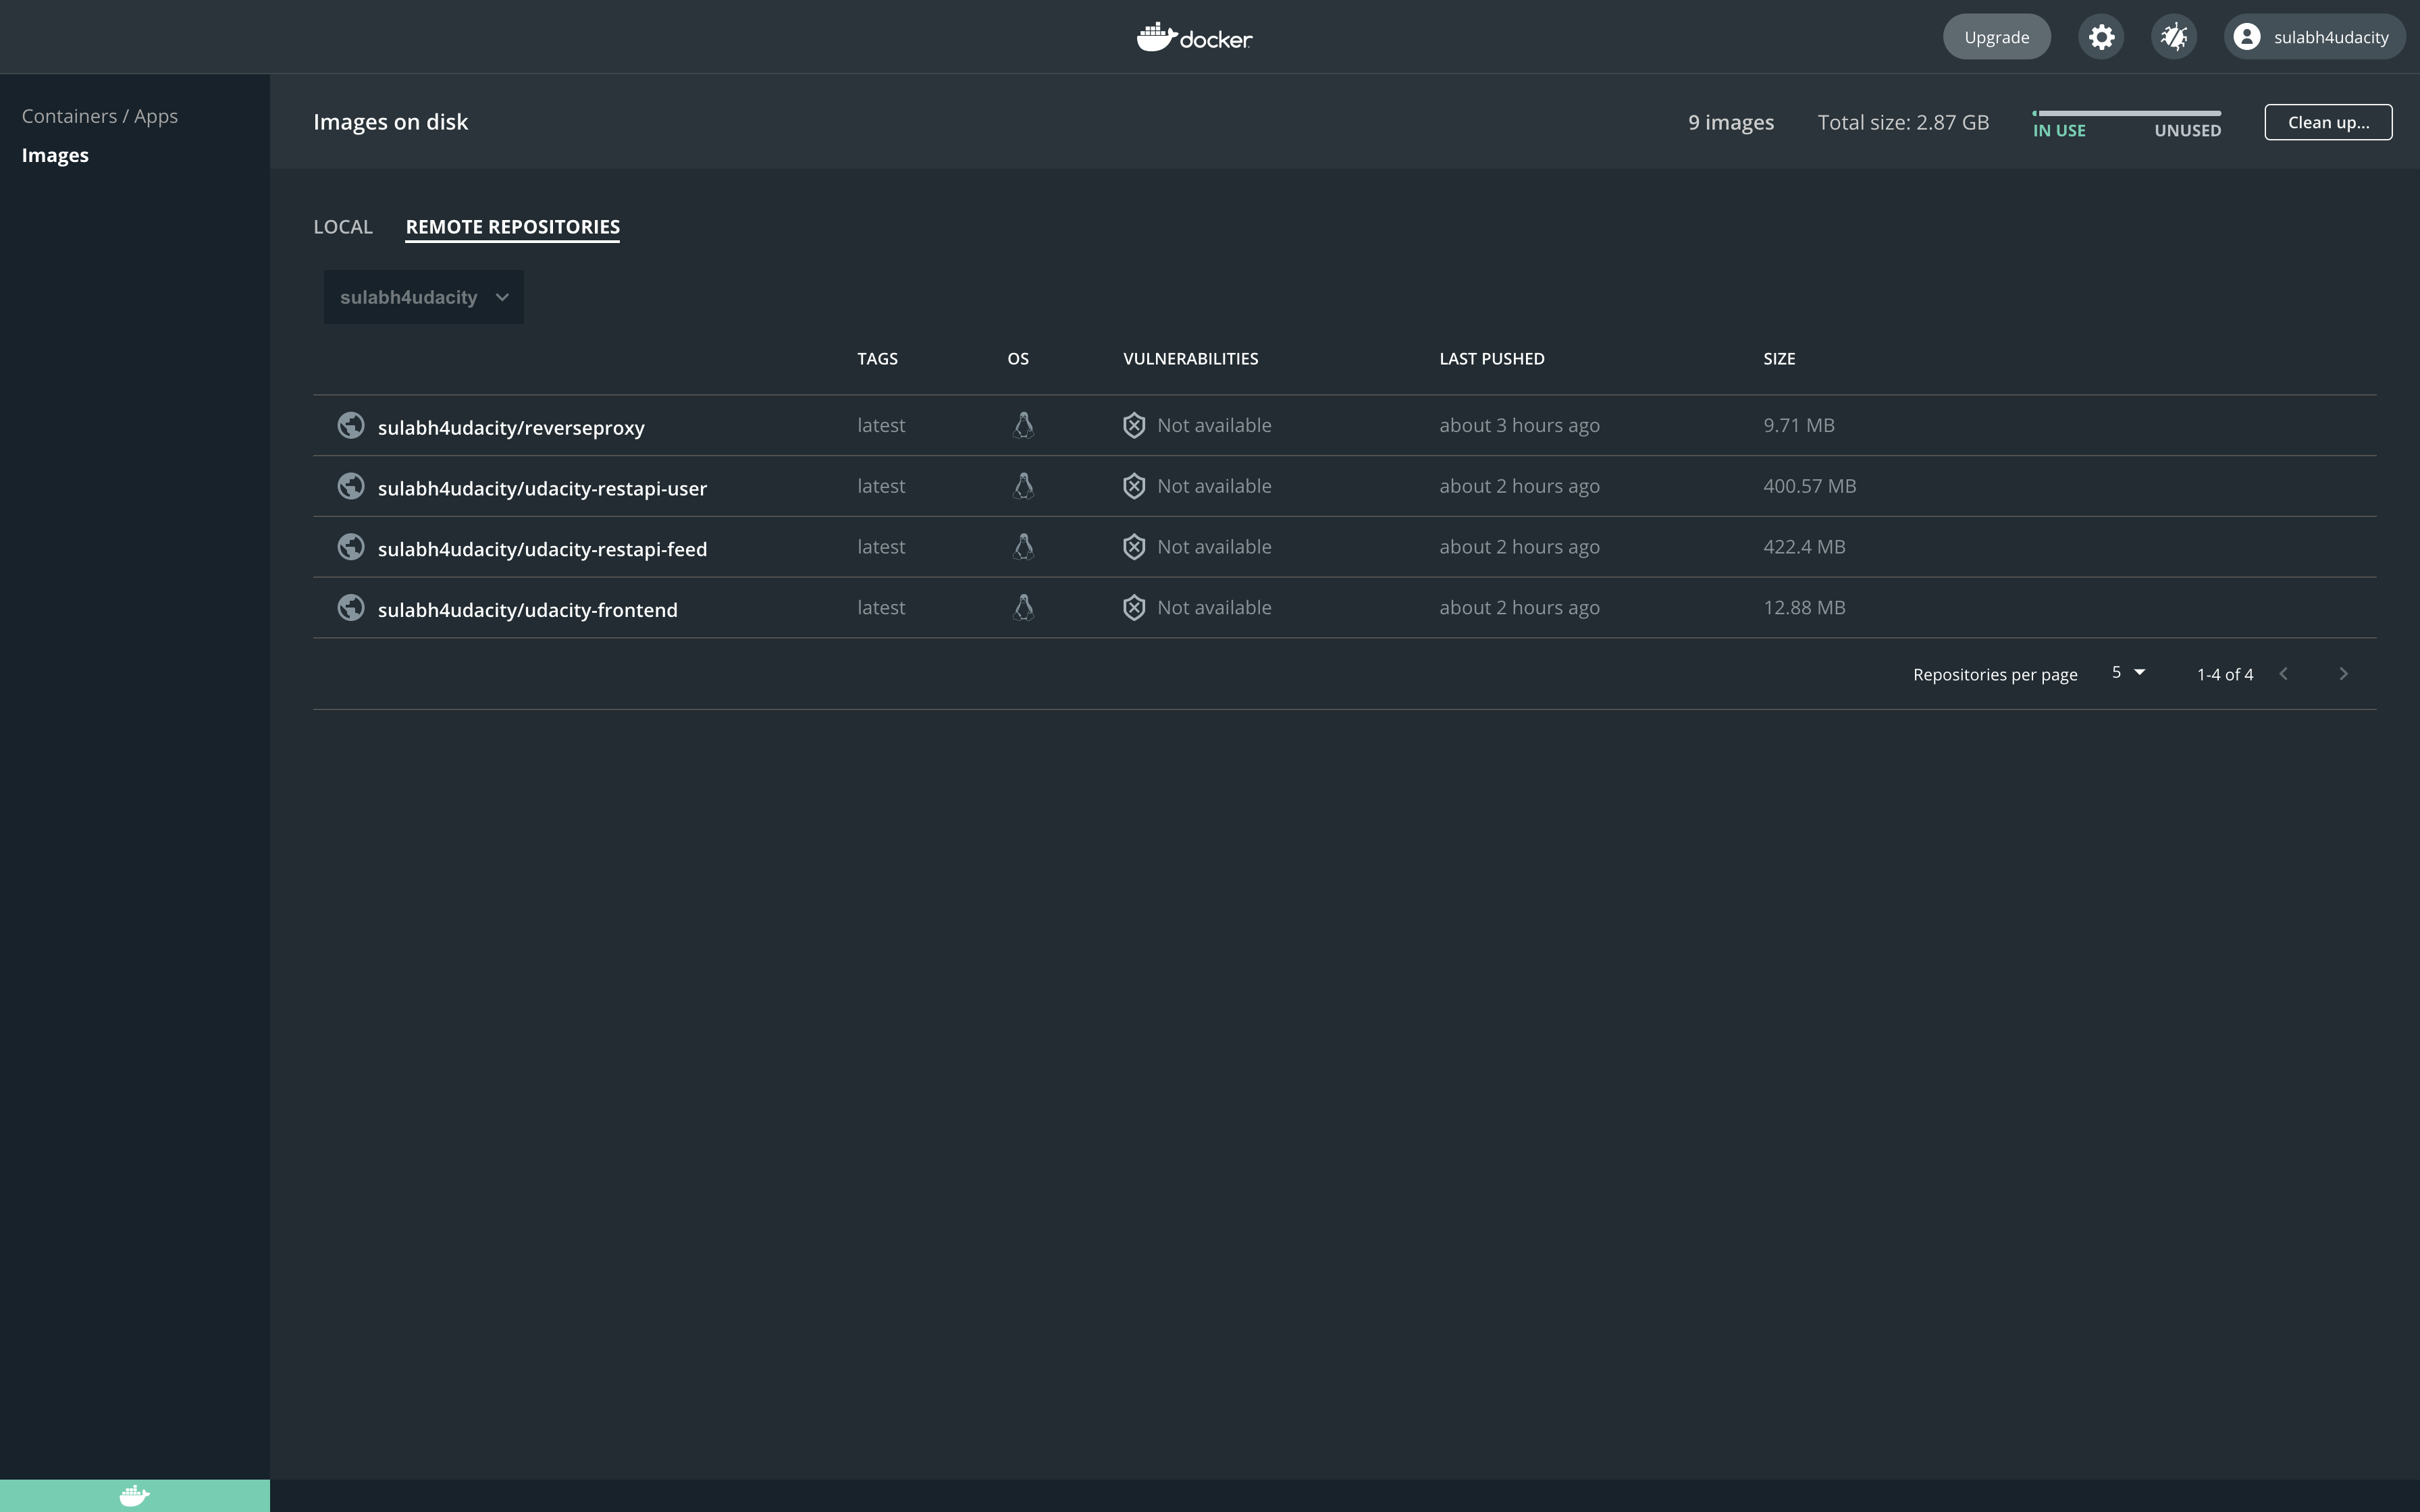 docker
Upgrade
sulabh4udacity
Containers / Apps
Images
Images on disk
9 images
Total size: 2.87 GB
IN USE
UNUSED
Clean up...
LOCAL
REMOTE REPOSITORIES
sulabh4udacity
TAGS OS VULNERABILITIES LAST PUSHED SIZE
sulabh4udacity/reverseproxy latest Not available about 3 hours ago 9.71 MB
sulabh4udacity/udacity-restapi-user latest Not available about 2 hours ago 400.57 MB
sulabh4udacity/udacity-restapi-feed latest Not available about 2 hours ago 422.4 MB
sulabh4udacity/udacity-frontend latest Not available about 2 hours ago 12.88 MB
Repositories per page 5 1-4 of 4